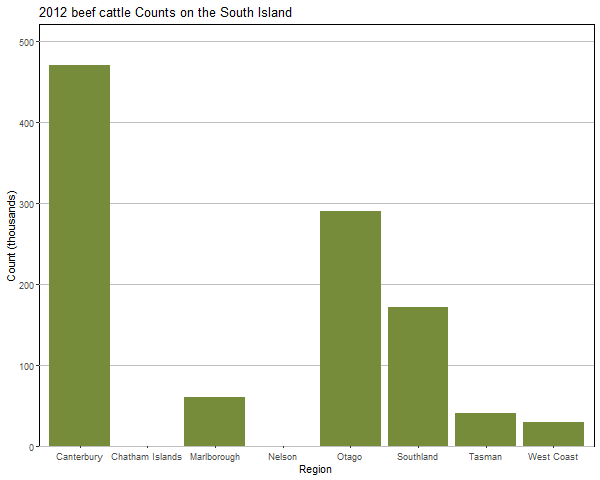 2012 beef cattle Counts on the South Island
500
400
300
200
100
0
Count (thousands)
Canterbury Chatham Islands Marlborough Nelson Otago Southland Tasman West Coast
Region